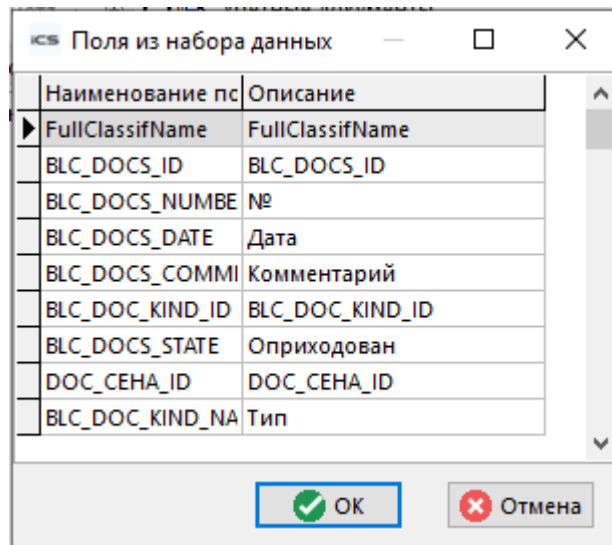 iCS Поля из набора данных
Наименование пс Описание
FullClassifName FullClassifName
BLC_DOCS_ID BLC_DOCS_ID
BLC_DOCS_NUMBE №
BLC_DOCS_DATE Дата
BLC_DOCS_COMMI Комментарий
BLC_DOC_KIND_ID BLC_DOC_KIND_ID
BLC_DOCS_STATE Оприходован
DOC_CEHA_ID DOC_CEHA_ID
BLC_DOC_KIND_NA Тип
OK Отмена